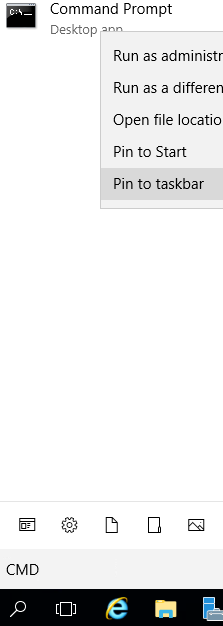 Command Prompt
Desktop app
Run as administr
Run as a differen
Open file locatio
Pin to Start
Pin to taskbar
CMD